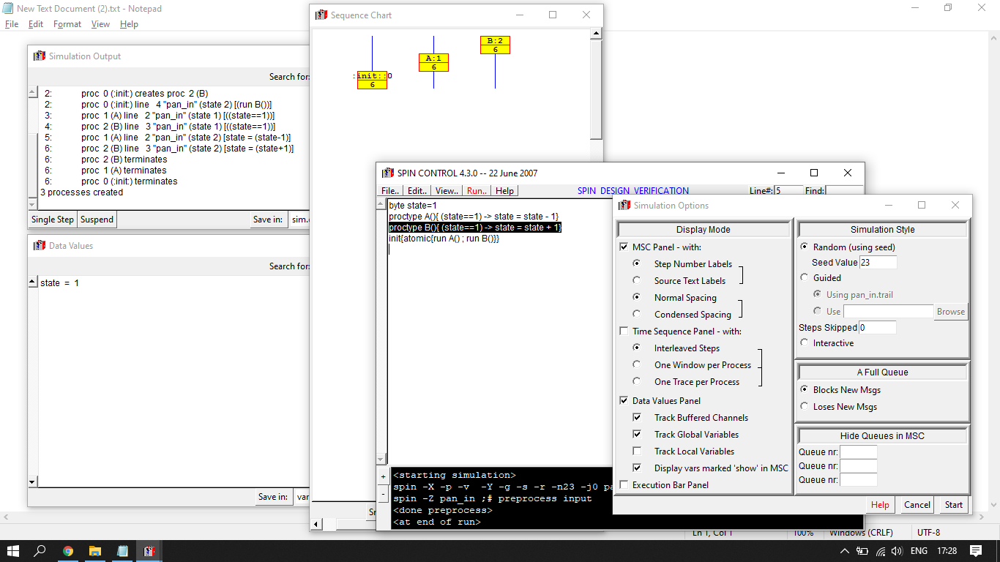 New Text Document (2).txt - Notepad
File Edit Format View Help
Simulation Output
Search for:
2: proc 0 (:init:) creates proc 2 (B)
2: proc 0 (:init:) line 4 "pan_in" (state 2) [(run B())]
3: proc 1 (A) line 2 "pan_in" (state 1) [((state==1))]
4: proc 2 (B) line 3 "pan_in" (state 1) [((state==1))]
5: proc 1 (A) line 2 "pan_in" (state 2) [state = (state-1)]
6: proc 2 (B) line 3 "pan_in" (state 2) [state = (state+1)]
6: proc 2 (B) terminates
6: proc 1 (A) terminates
6: proc 0 (:init:) terminates
3 processes created
Single Step Suspend Save in: sim.
Data Values
Search for:
state = 1
Save in: var
Sequence Chart
B:2
6
A:1
6
:init::0
6
SPIN CONTROL 4.3.0 -- 22 June 2007
File.. Edit.. View.. Run.. Help SPIN DESIGN VERIFICATION Line#: 5 Find:
byte state=1
proctype A(){ (state==1) -> state = state - 1}
proctype B(){ (state==1) -> state = state + 1}
init{atomic{run A() ; run B()}}
+
-
<starting simulation>
spin -X -p -v -Y -g -s -r -n23 -j0 pa
spin -Z pan_in ;# preprocess input
<done preprocess>
<at end of run>
Simulation Options
Display Mode
MSC Panel - with:
Step Number Labels
Source Text Labels
Normal Spacing
Condensed Spacing
Time Sequence Panel - with:
Interleaved Steps
One Window per Process
One Trace per Process
Data Values Panel
Track Buffered Channels
Track Global Variables
Track Local Variables
Display vars marked 'show' in MSC
Execution Bar Panel
Simulation Style
Random (using seed)
Seed Value 23
Guided
Using pan_in.trail
Use Browse
Steps Skipped 0
Interactive
A Full Queue
Blocks New Msgs
Loses New Msgs
Hide Queues in MSC
Queue nr:
Queue nr:
Queue nr:
Help Cancel Start
Ln 1, Col 1 100% Windows (CRLF) UTF-8
ENG 17:28